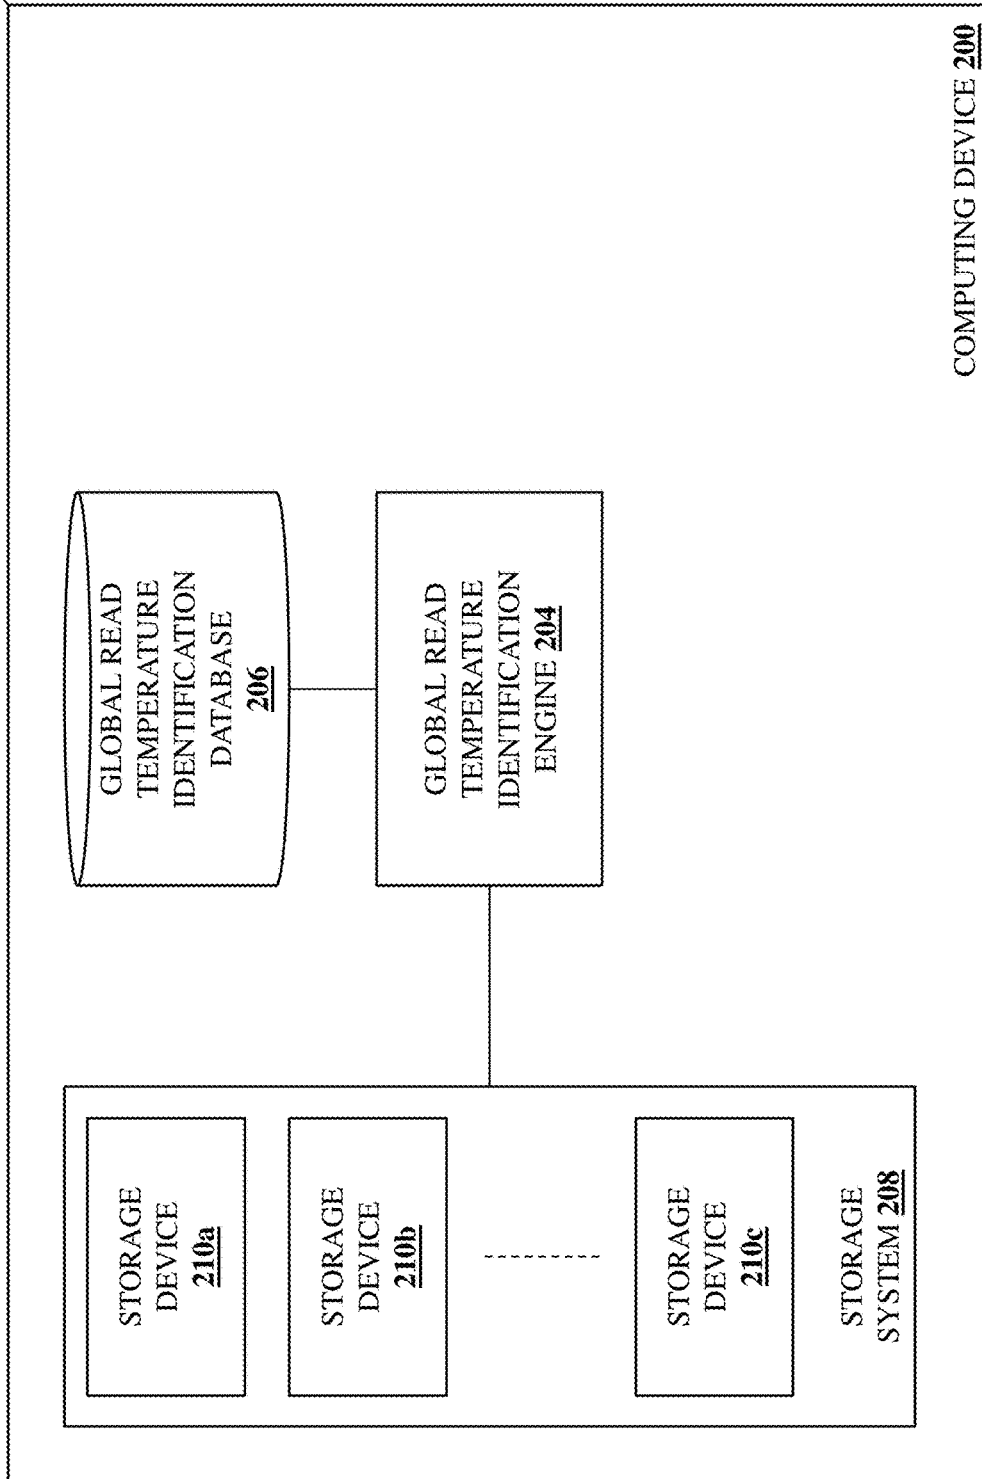 STORAGE
DEVICE
210a
STORAGE
DEVICE
210b
STORAGE
DEVICE
210c
STORAGE
SYSTEM 208
GLOBAL READ
TEMPERATURE
IDENTIFICATION
DATABASE
206
GLOBAL READ
TEMPERATURE
IDENTIFICATION
ENGINE 204
COMPUTING DEVICE 200